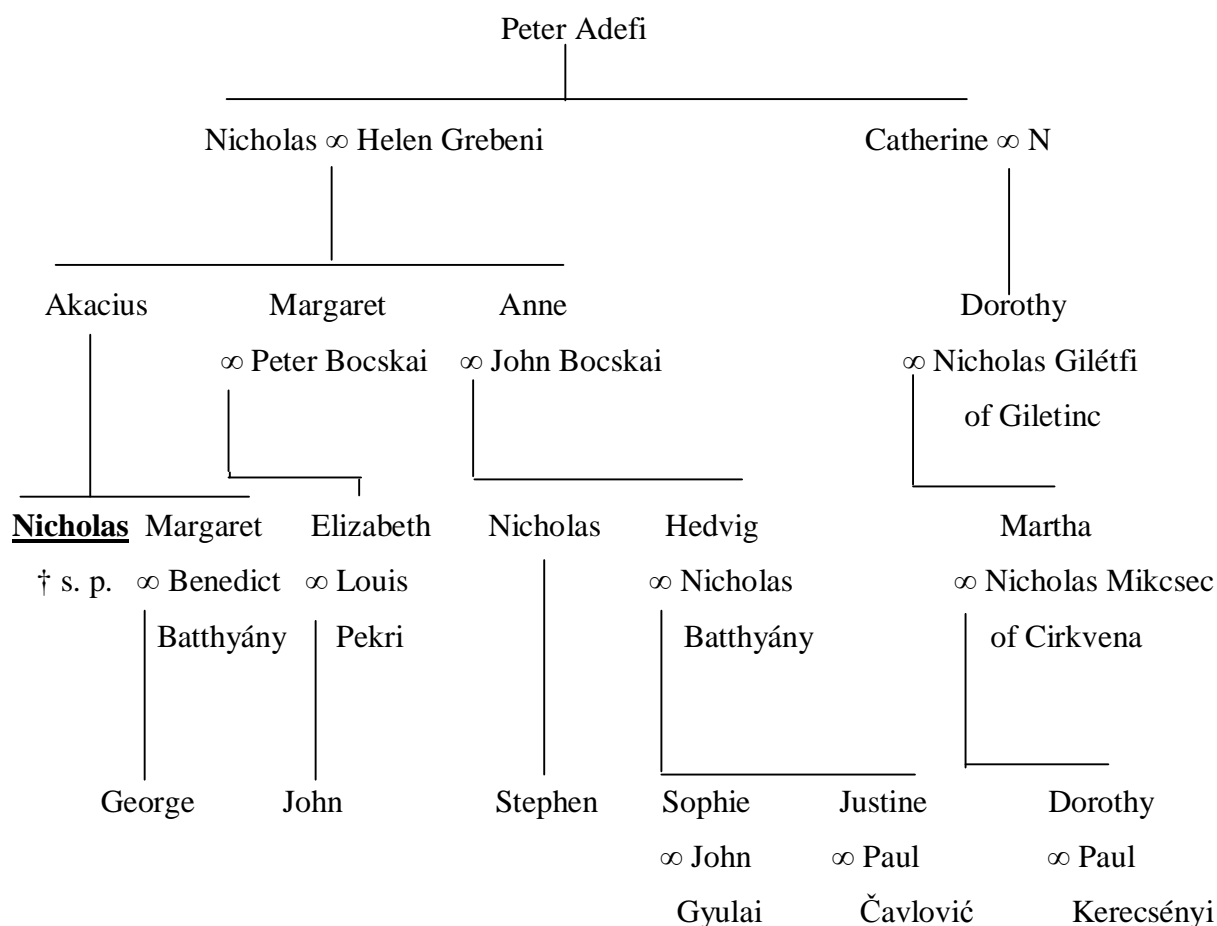 Peter Adefi
Nicholas ∞ Helen Grebeni Catherine ∞ N
Akacius Margaret Anne Dorothy
∞ Peter Bocskai ∞ John Bocskai ∞ Nicholas Gilétfi
of Giletinc
Nicholas Margaret Elizabeth Nicholas Hedvig Martha
† s. p. ∞ Benedict ∞ Louis ∞ Nicholas ∞ Nicholas Mikcsec
Batthyány Pekri Batthyány of Cirkvena
George John Stephen Sophie Justine Dorothy
∞ John ∞ Paul ∞ Paul
Gyulai Čavlović Kerecsényi